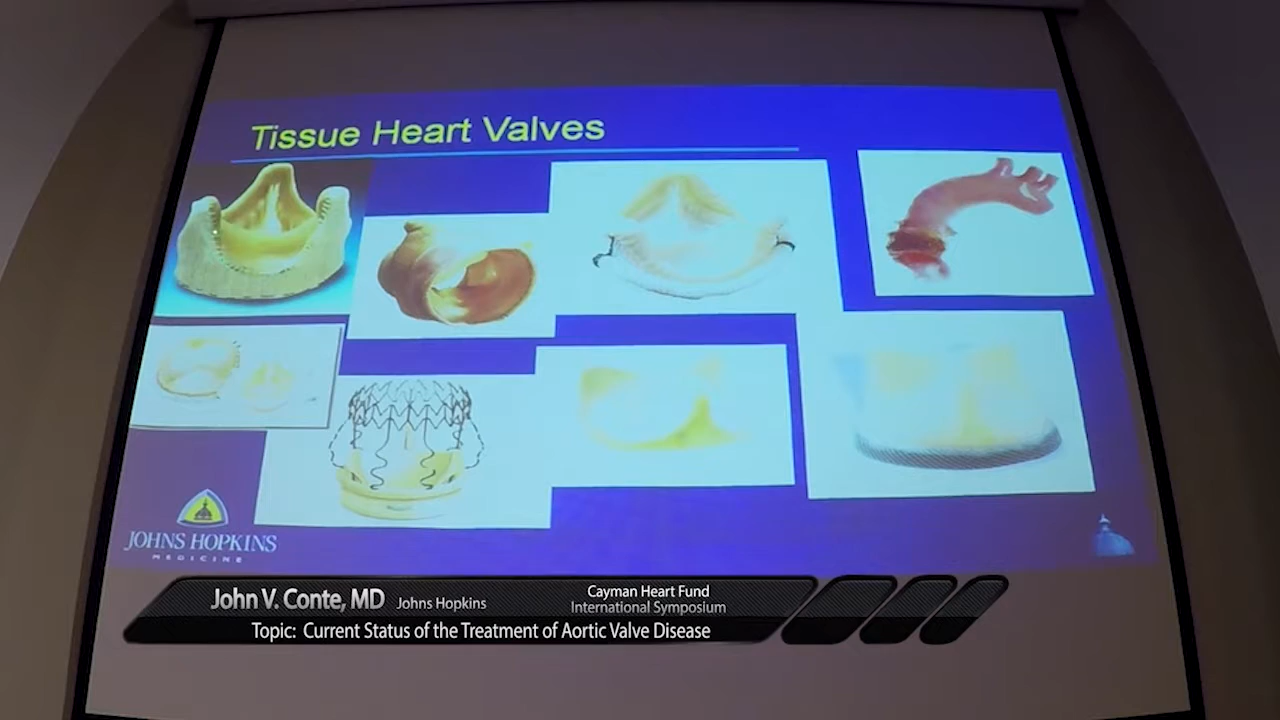 Tissue Heart Valves
JOHNS HOPKINS
MEDICINE
John V. Conte, MD Johns Hopkins
Cayman Heart Fund
International Symposium
Topic: Current Status of the Treatment of Aortic Valve Disease